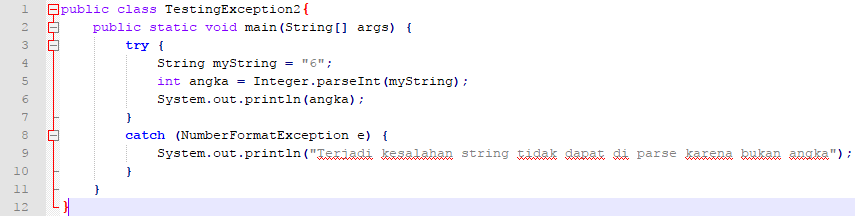 1 public class TestingException2{
2     public static void main(String[] args) {
3         try {
4             String myString = "6";
5             int angka = Integer.parseInt(myString);
6             System.out.println(angka);
7         }
8         catch (NumberFormatException e) {
9             System.out.println("Terjadi kesalahan string tidak dapat di parse karena bukan angka");
10         }
11     }
12 }